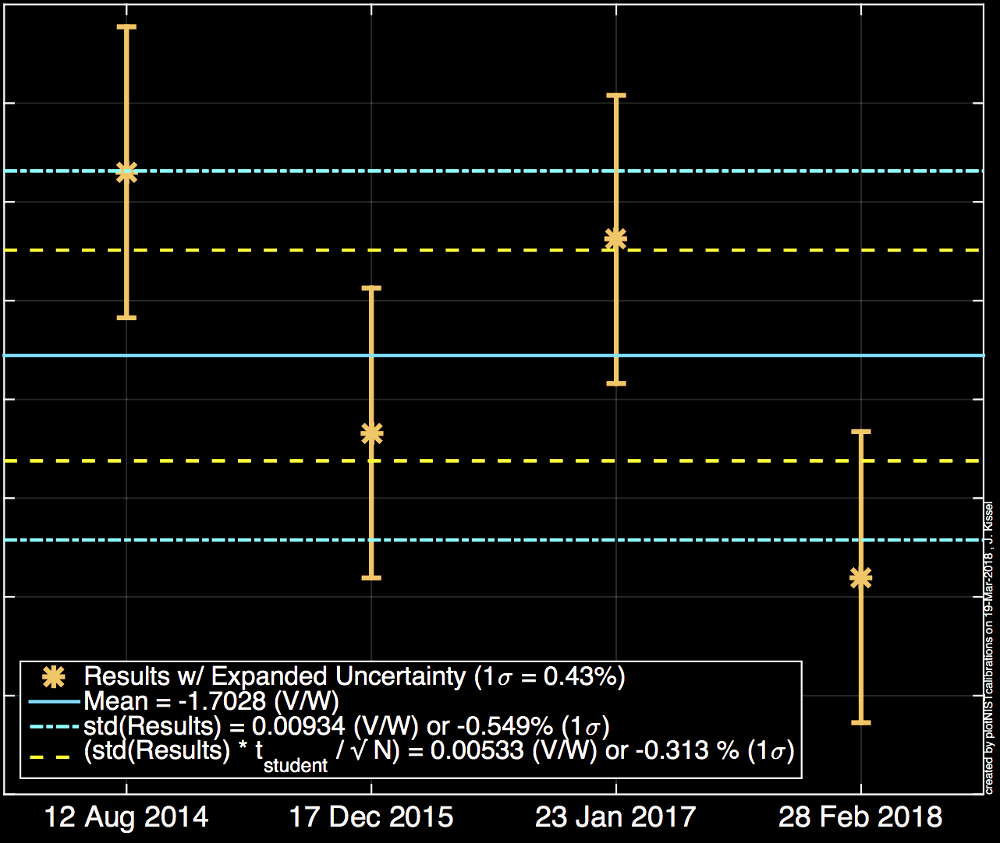 Results w/ Expanded Uncertainty (1σ = 0.43%)
Mean = -1.7028 (V/W)
std(Results) = 0.00934 (V/W) or -0.549% (1σ)
(std(Results) * t_student / √ N) = 0.00533 (V/W) or -0.313 % (1σ)
12 Aug 2014
17 Dec 2015
23 Jan 2017
28 Feb 2018
created by plotNISTcalibrations on 19-Mar-2018 , J. Kissel